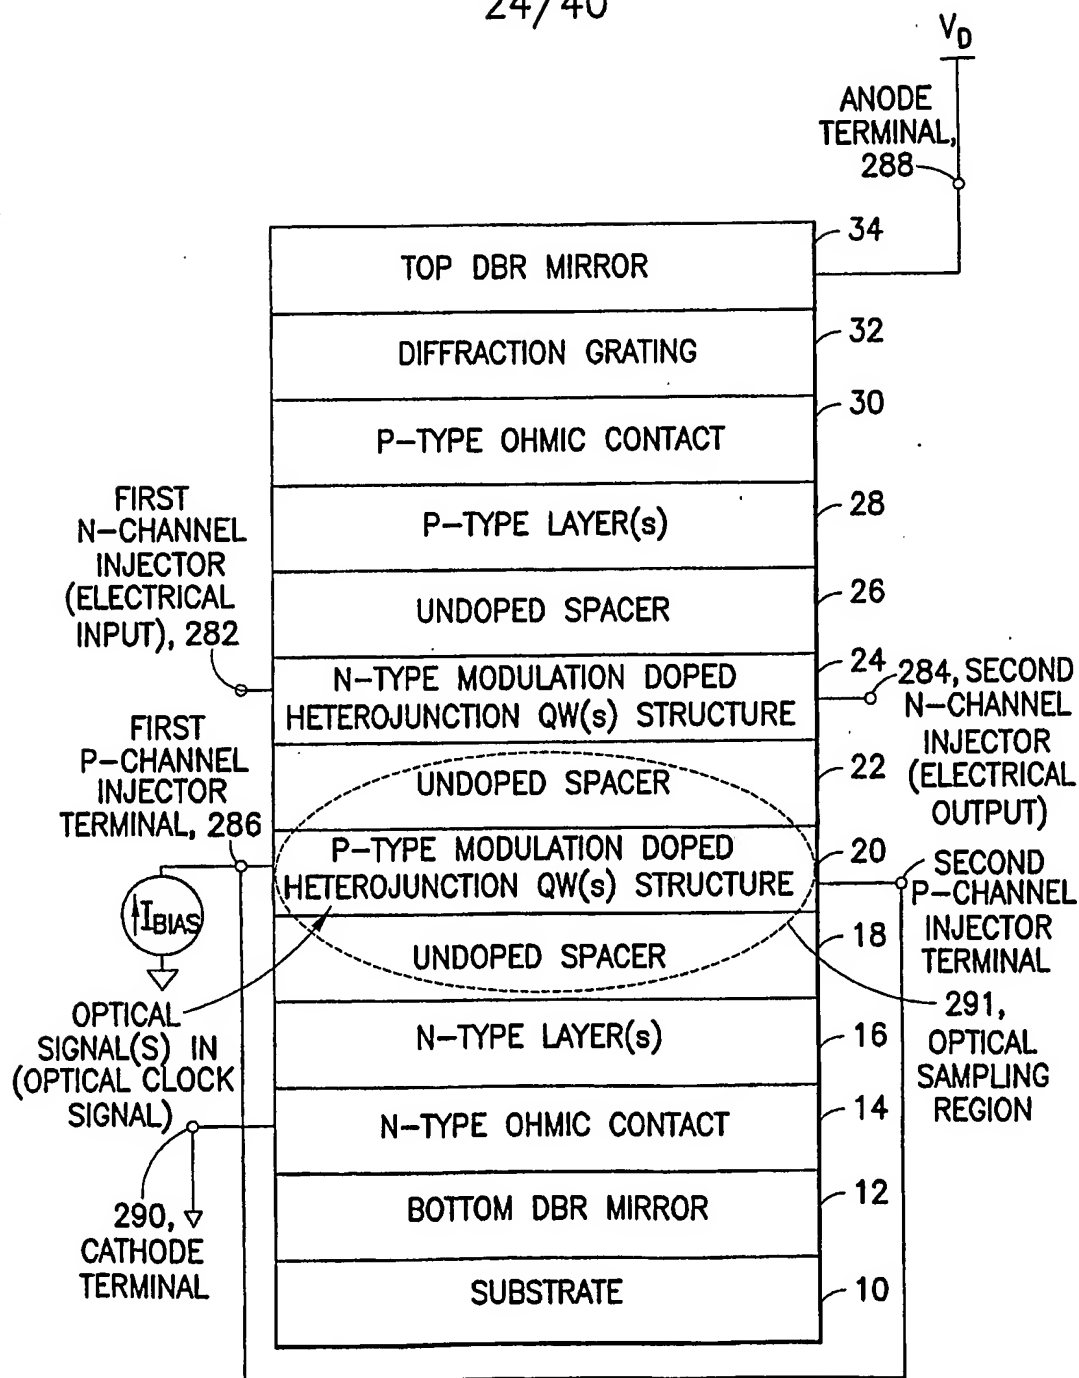 24/40
V_D
ANODE
TERMINAL,
288
34
TOP DBR MIRROR
32
DIFFRACTION GRATING
30
P-TYPE OHMIC CONTACT
28
P-TYPE LAYER(s)
26
UNDOPED SPACER
FIRST
N-CHANNEL
INJECTOR
(ELECTRICAL
INPUT), 282
24
N-TYPE MODULATION DOPED
HETEROJUNCTION QW(s) STRUCTURE
284, SECOND
N-CHANNEL
INJECTOR
(ELECTRICAL
OUTPUT)
FIRST
P-CHANNEL
INJECTOR
TERMINAL, 286
22
UNDOPED SPACER
20
P-TYPE MODULATION DOPED
HETEROJUNCTION QW(s) STRUCTURE
SECOND
P-CHANNEL
INJECTOR
TERMINAL
I_BIAS
18
UNDOPED SPACER
291,
OPTICAL
SAMPLING
REGION
OPTICAL
SIGNAL(S) IN
(OPTICAL CLOCK
SIGNAL)
16
N-TYPE LAYER(s)
14
N-TYPE OHMIC CONTACT
12
BOTTOM DBR MIRROR
290,
CATHODE
TERMINAL
10
SUBSTRATE